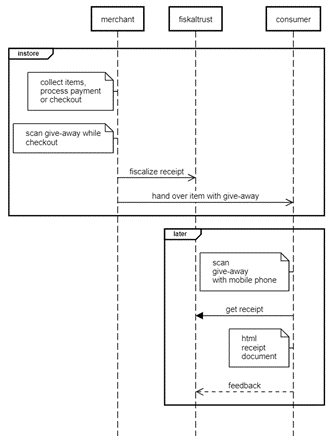 merchant fiskaltrust consumer
instore
collect items,
process payment
or checkout
scan give-away while
checkout
fiscalize receipt
hand over item with give-away
later
scan
give-away
with mobile phone
get receipt
html
receipt
document
feedback